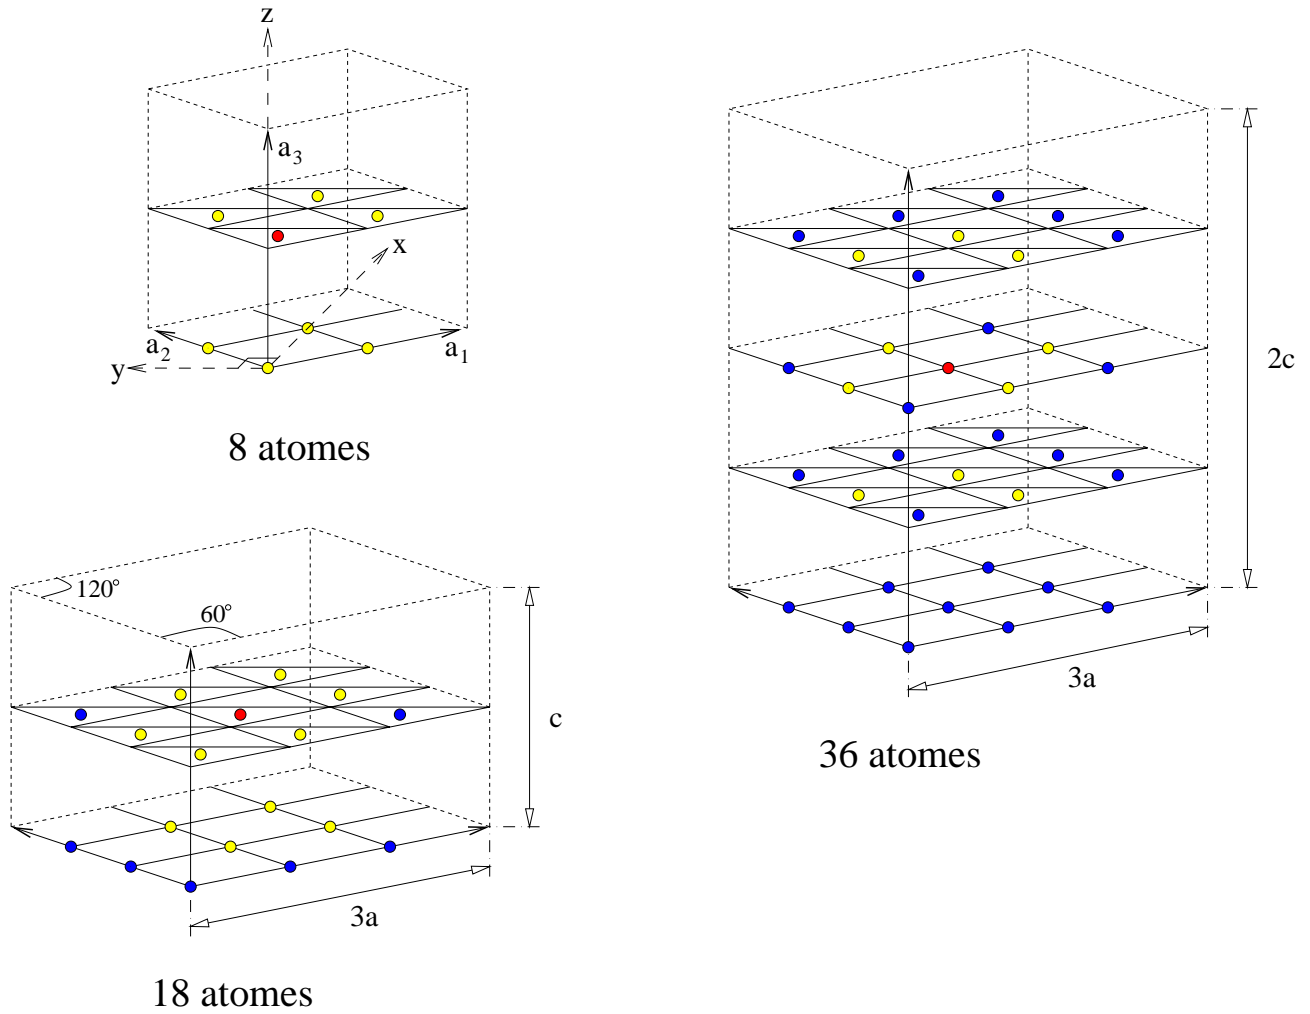 z
a3
x
a2
a1
y
8 atomes
2c
3a
36 atomes
120°
60°
c
3a
18 atomes